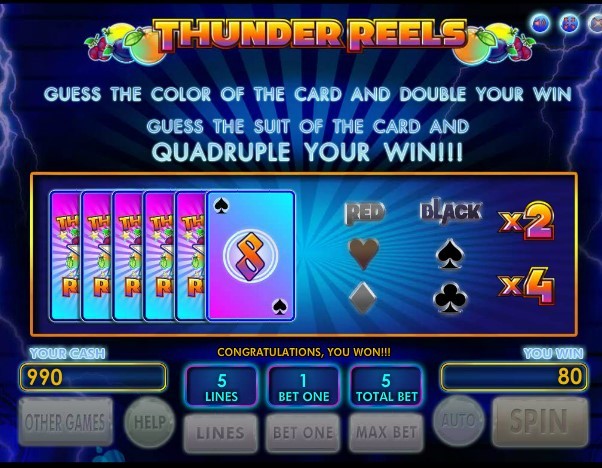 THUNDER REELS
GUESS THE COLOR OF THE CARD AND DOUBLE YOUR WIN
GUESS THE SUIT OF THE CARD AND
QUADRUPLE YOUR WIN!!!
8
RED BLACK x2
x4
YOUR CASH CONGRATULATIONS, YOU WON!!! YOU WIN
990 5 1 5 80
LINES BET ONE TOTAL BET
OTHER GAMES HELP LINES BET ONE MAX BET AUTO SPIN